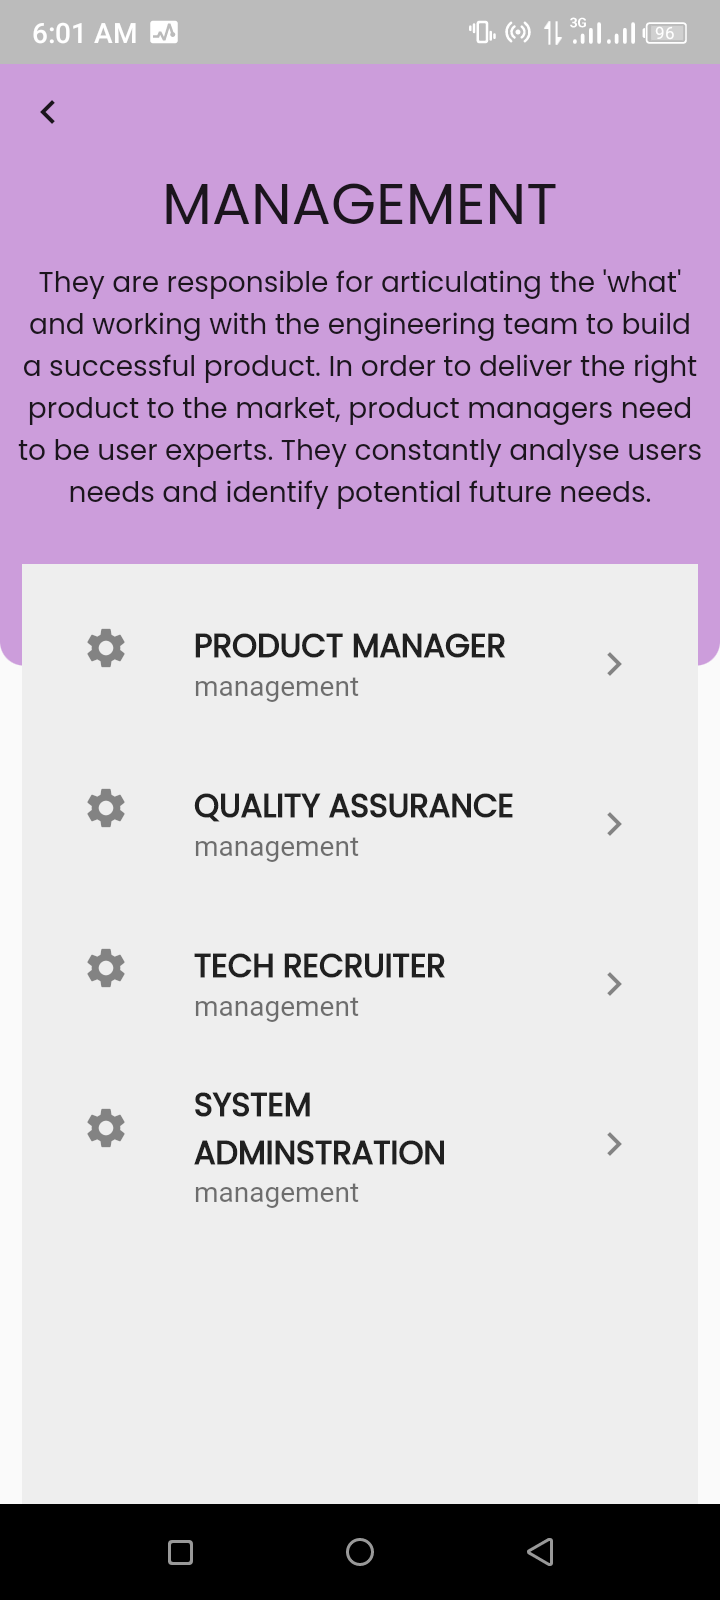 6:01 AM
3G
96
MANAGEMENT
They are responsible for articulating the 'what'
and working with the engineering team to build
a successful product. In order to deliver the right
product to the market, product managers need
to be user experts. They constantly analyse users
needs and identify potential future needs.
PRODUCT MANAGER
management
QUALITY ASSURANCE
management
TECH RECRUITER
management
SYSTEM
ADMINSTRATION
management